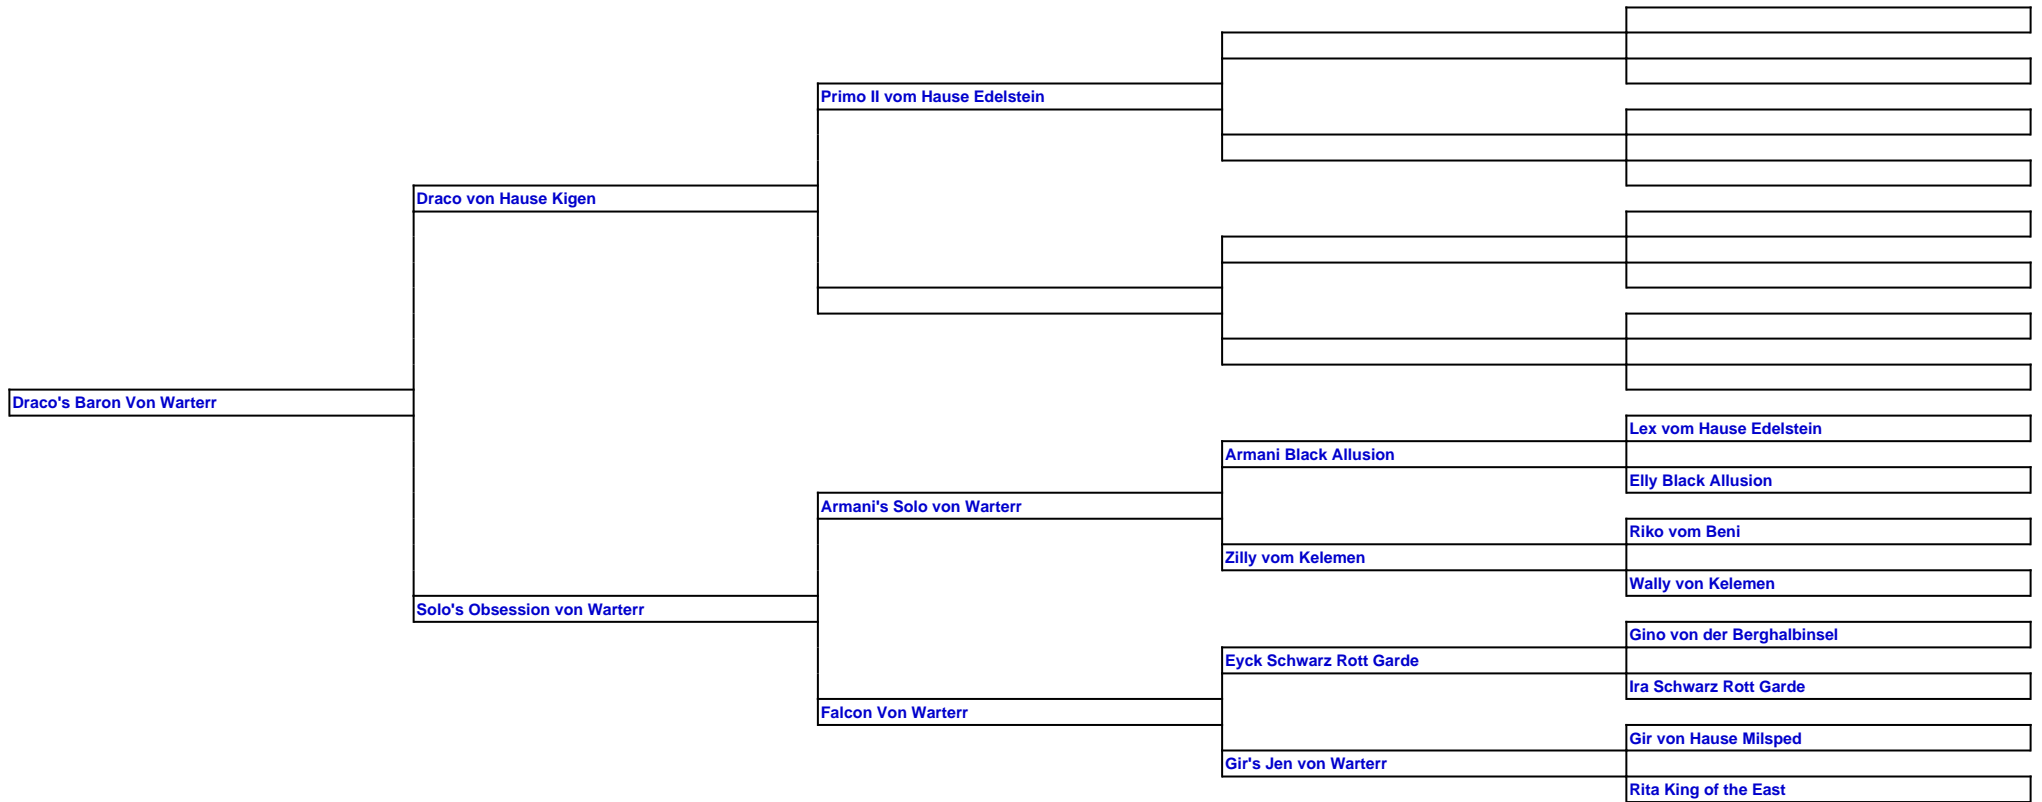 Primo II vom Hause Edelstein
Draco von Hause Kigen
Draco's Baron Von Warterr
Lex vom Hause Edelstein
Armani Black Allusion
Elly Black Allusion
Armani's Solo von Warterr
Riko vom Beni
Zilly vom Kelemen
Wally von Kelemen
Solo's Obsession von Warterr
Gino von der Berghalbinsel
Eyck Schwarz Rott Garde
Ira Schwarz Rott Garde
Falcon Von Warterr
Gir von Hause Milsped
Gir's Jen von Warterr
Rita King of the East